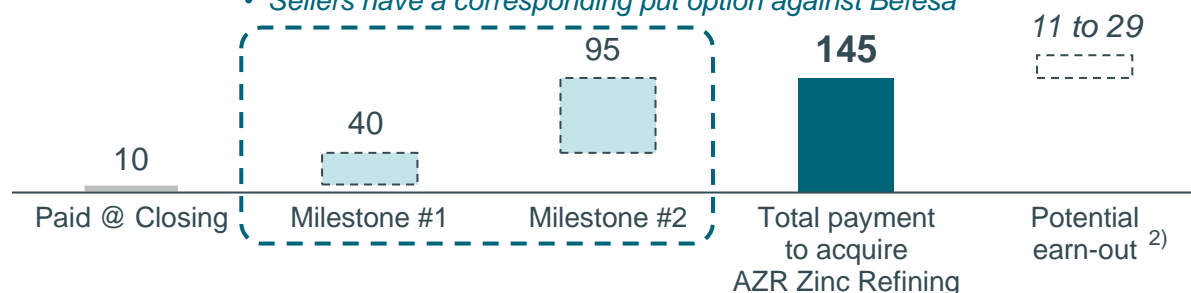 • Sellers have a corresponding put option against Befesa
11 to 29
95
145
40
10
Paid @ Closing
Milestone #1
Milestone #2
Total payment
to acquire
AZR Zinc Refining
Potential
earn-out 2)